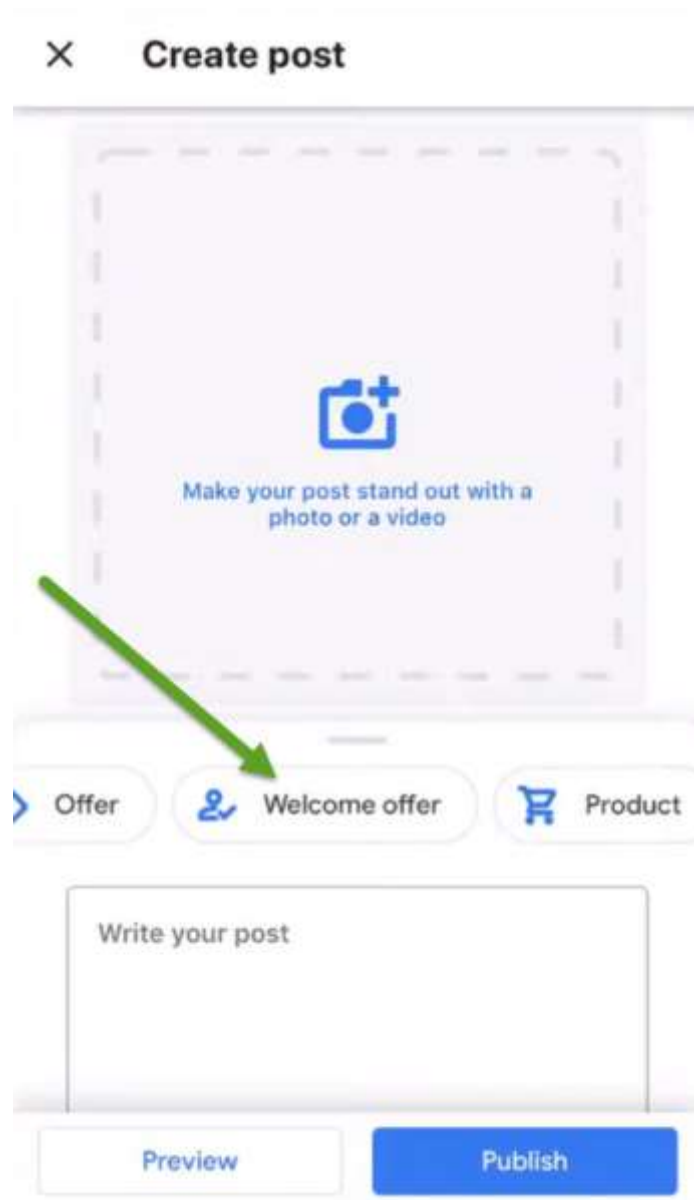 Create post
Make your post stand out with a
photo or a video
Offer
Welcome offer
Product
Write your post
Preview
Publish